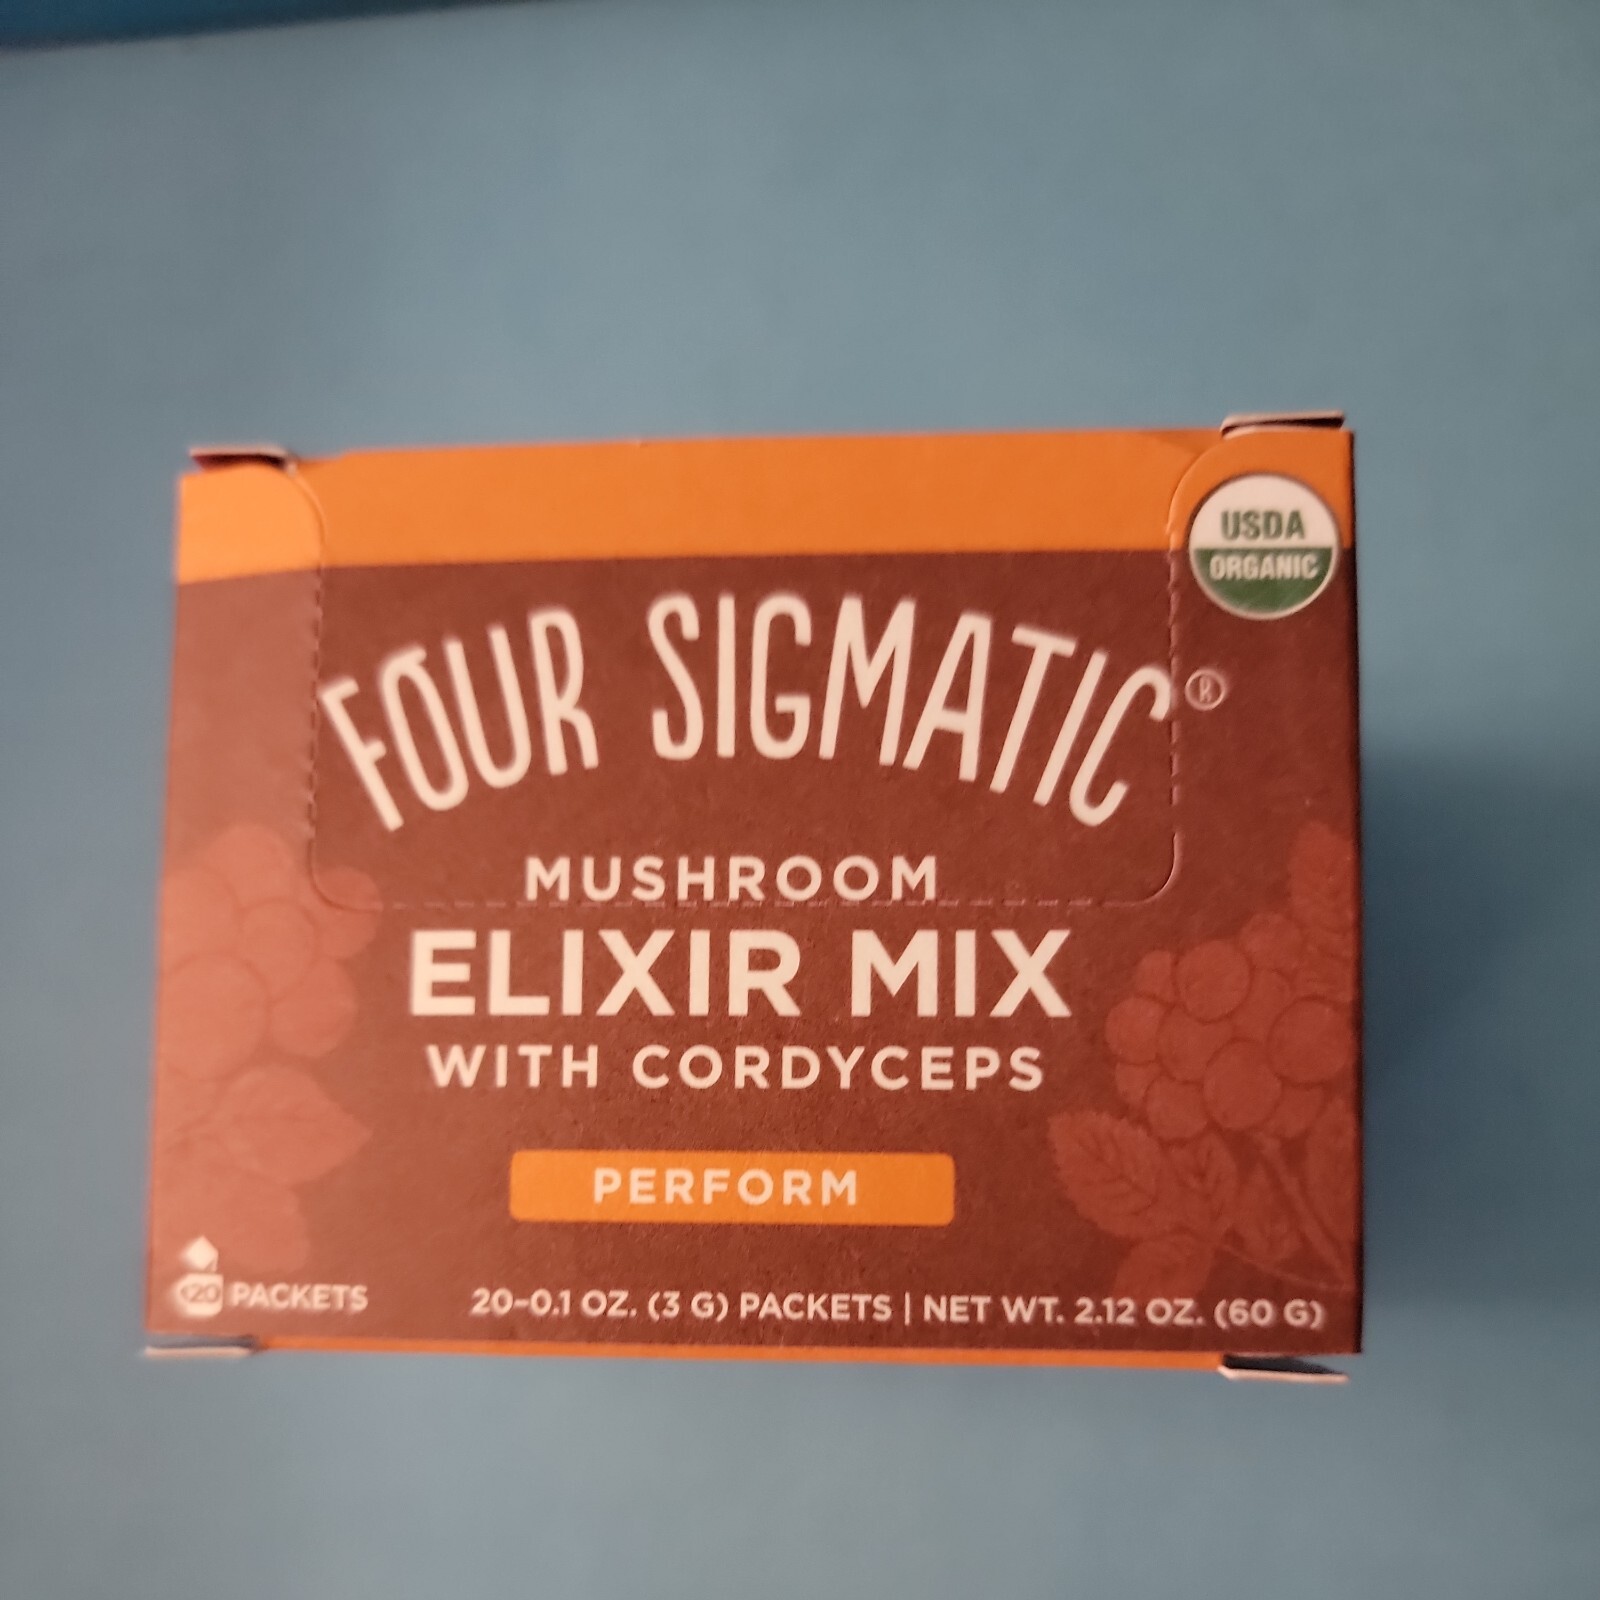 USDA
ORGANIC
FOUR SIGMATIC®
MUSHROOM
ELIXIR MIX
WITH CORDYCEPS
PERFORM
20 PACKETS
20-0.1 OZ. (3 G) PACKETS | NET WT. 2.12 OZ. (60 G)